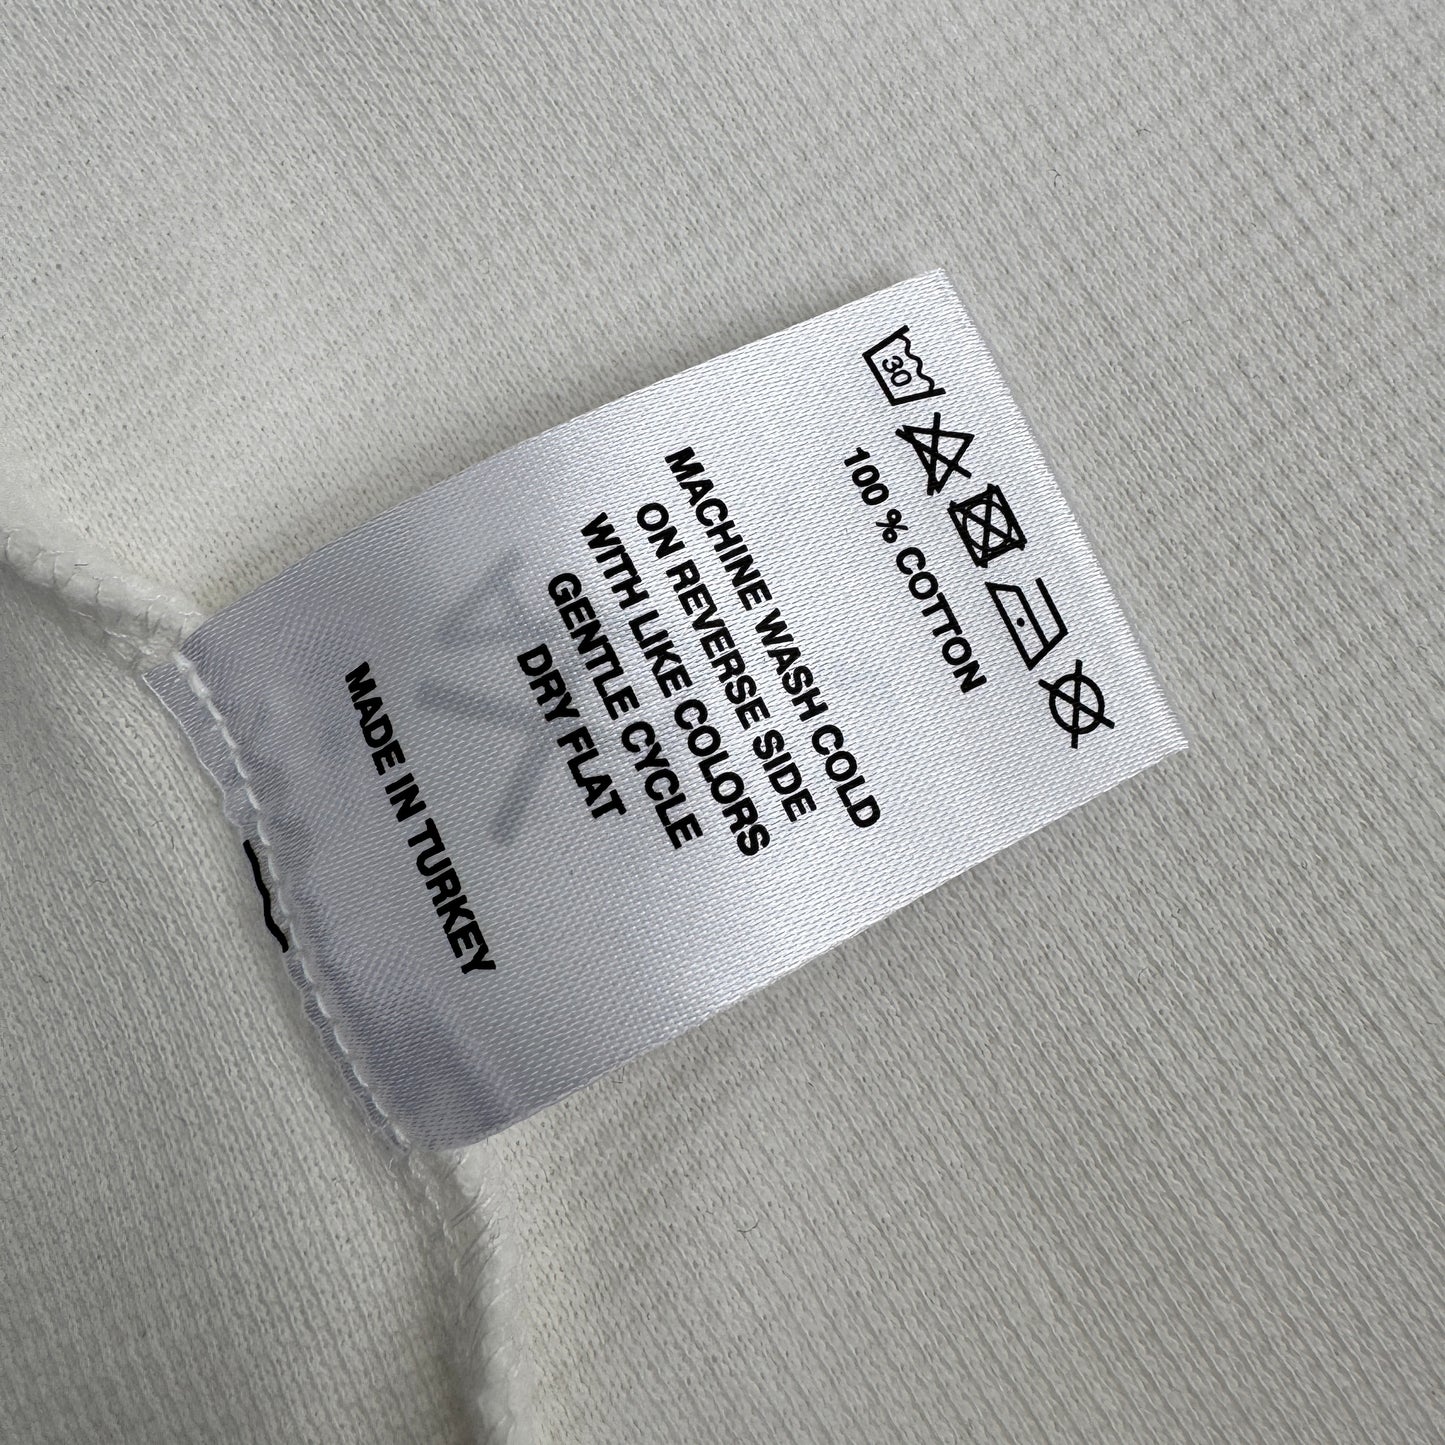 30
100 % COTTON
MACHINE WASH COLD
ON REVERSE SIDE
WITH LIKE COLORS
GENTLE CYCLE
DRY FLAT
MADE IN TURKEY